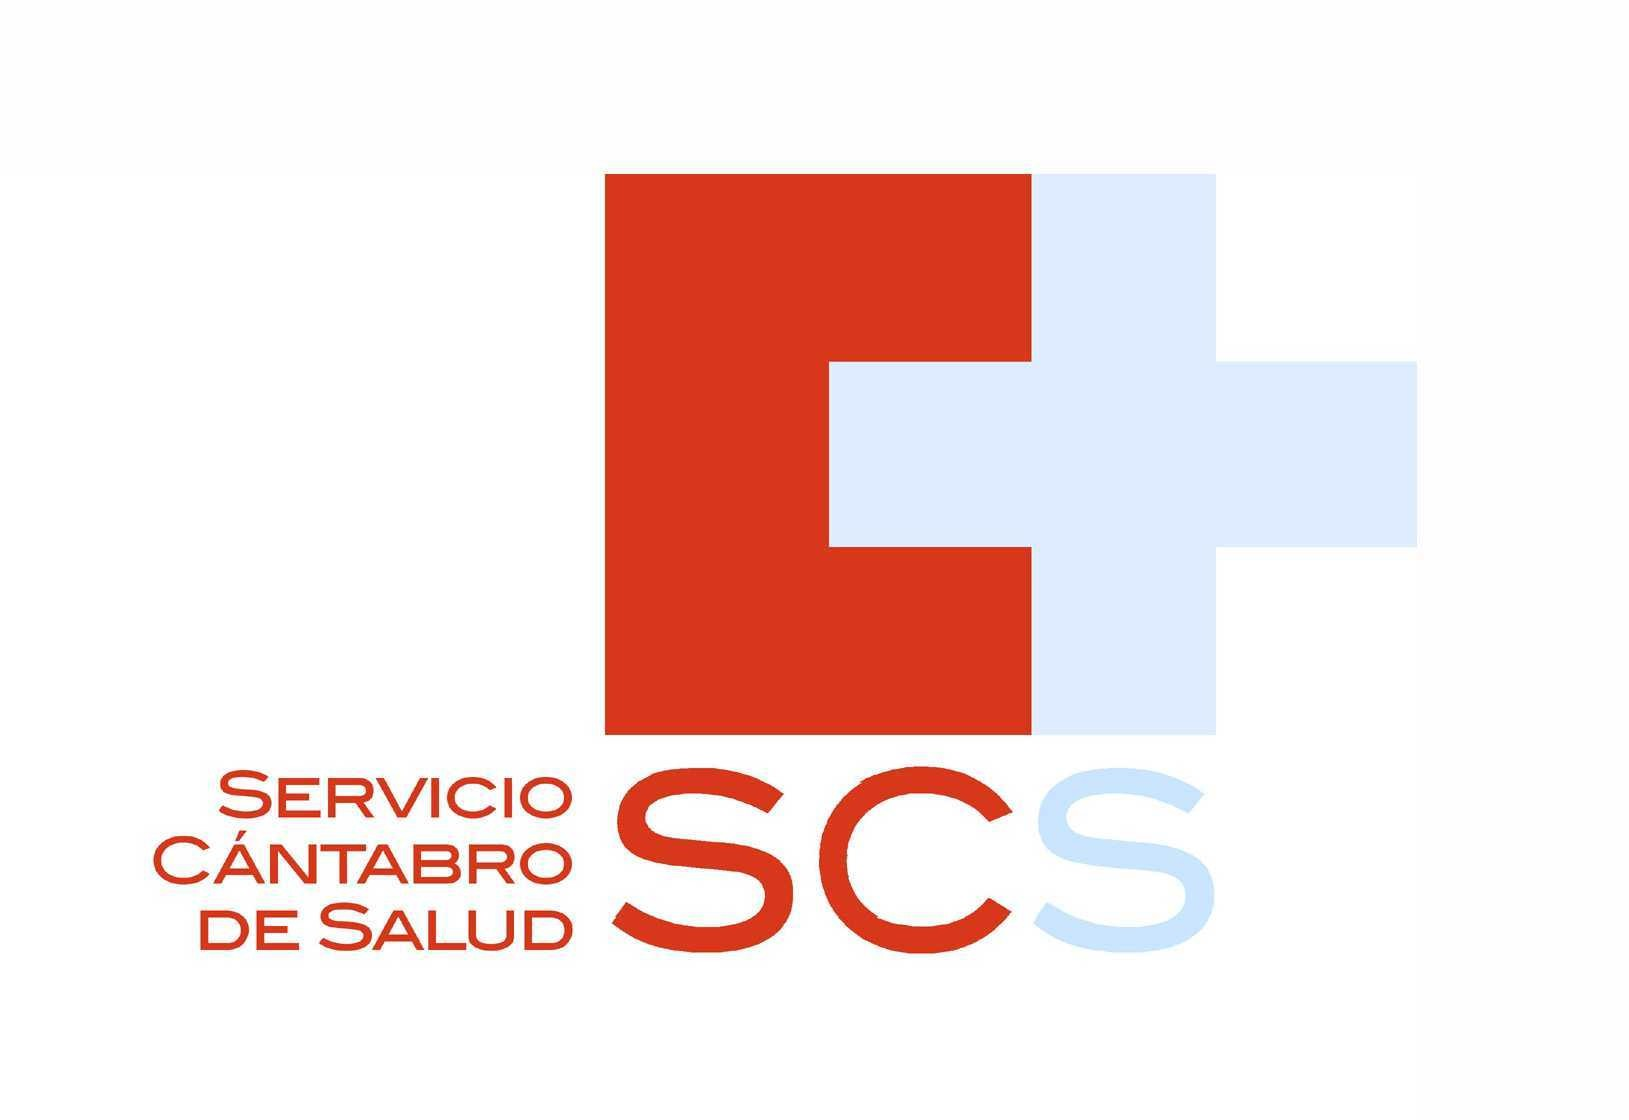 SERVICIO
CÁNTABRO
DE SALUD
SCS